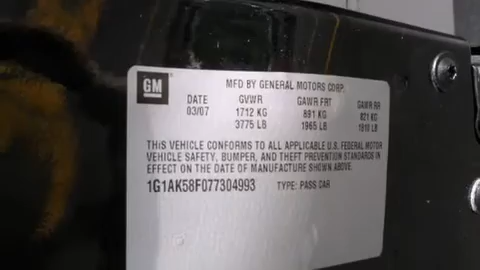 GM
MFD BY GENERAL MOTORS CORP.
DATE GVWR GAWR FRT GAWR RR
03/07 1712 KG 891 KG 821 KG
3775 LB 1965 LB 1810 LB
THIS VEHICLE CONFORMS TO ALL APPLICABLE U.S. FEDERAL MOTOR
VEHICLE SAFETY, BUMPER, AND THEFT PREVENTION STANDARDS IN
EFFECT ON THE DATE OF MANUFACTURE SHOWN ABOVE.
1G1AK58F077304993 TYPE: PASS CAR